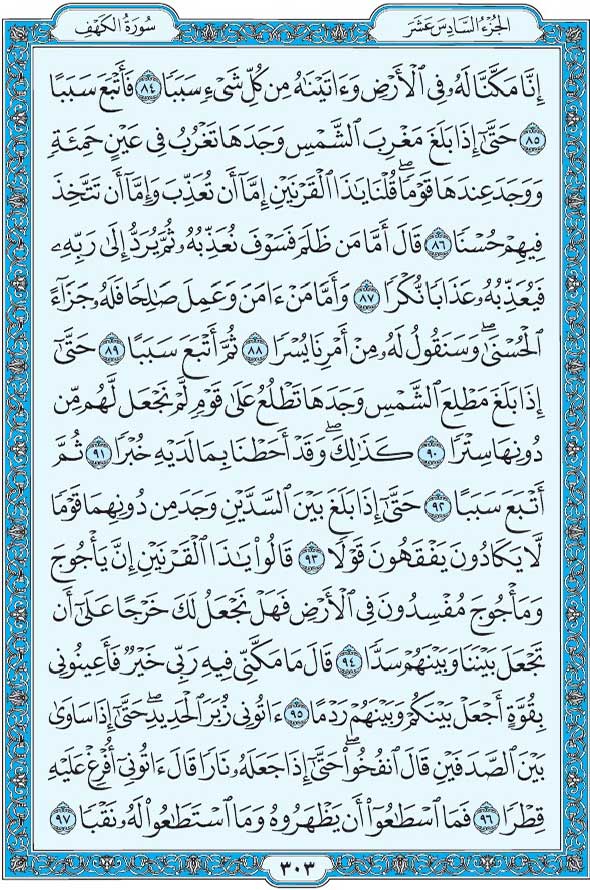 الجُزْءُ السَّادِسَ عَشَرَ
سُورَةُ الكَهْفِ
إِنَّا مَكَّنَّا لَهُۥ فِى ٱلْأَرْضِ وَءَاتَيْنَٰهُ مِن كُلِّ شَىْءٍ سَبَبًا ٨٤ فَأَتْبَعَ سَبَبًا
٨٥ حَتَّىٰٓ إِذَا بَلَغَ مَغْرِبَ ٱلشَّمْسِ وَجَدَهَا تَغْرُبُ فِى عَيْنٍ حَمِئَةٍ
وَوَجَدَ عِندَهَا قَوْمًا ۗ قُلْنَا يَٰذَا ٱلْقَرْنَيْنِ إِمَّآ أَن تُعَذِّبَ وَإِمَّآ أَن تَتَّخِذَ
فِيهِمْ حُسْنًا ٨٦ قَالَ أَمَّا مَن ظَلَمَ فَسَوْفَ نُعَذِّبُهُۥ ثُمَّ يُرَدُّ إِلَىٰ رَبِّهِۦ
فَيُعَذِّبُهُۥ عَذَابًا نُّكْرًا ٨٧ وَأَمَّا مَنْ ءَامَنَ وَعَمِلَ صَٰلِحًا فَلَهُۥ جَزَآءً
ٱلْحُسْنَىٰ ۖ وَسَنَقُولُ لَهُۥ مِنْ أَمْرِنَا يُسْرًا ٨٨ ثُمَّ أَتْبَعَ سَبَبًا ٨٩ حَتَّىٰٓ
إِذَا بَلَغَ مَطْلِعَ ٱلشَّمْسِ وَجَدَهَا تَطْلُعُ عَلَىٰ قَوْمٍ لَّمْ نَجْعَل لَّهُم مِّن
دُونِهَا سِتْرًا ٩٠ كَذَٰلِكَ ۖ وَقَدْ أَحَطْنَا بِمَا لَدَيْهِ خُبْرًا ٩١ ثُمَّ
أَتْبَعَ سَبَبًا ٩٢ حَتَّىٰٓ إِذَا بَلَغَ بَيْنَ ٱلسَّدَّيْنِ وَجَدَ مِن دُونِهِمَا قَوْمًا
لَّا يَكَادُونَ يَفْقَهُونَ قَوْلًا ٩٣ قَالُوا۟ يَٰذَا ٱلْقَرْنَيْنِ إِنَّ يَأْجُوجَ
وَمَأْجُوجَ مُفْسِدُونَ فِى ٱلْأَرْضِ فَهَلْ نَجْعَلُ لَكَ خَرْجًا عَلَىٰٓ أَن
تَجْعَلَ بَيْنَنَا وَبَيْنَهُمْ سَدًّا ٩٤ قَالَ مَا مَكَّنِّى فِيهِ رَبِّى خَيْرٌ فَأَعِينُونِى
بِقُوَّةٍ أَجْعَلْ بَيْنَكُمْ وَبَيْنَهُمْ رَدْمًا ٩٥ ءَاتُونِى زُبَرَ ٱلْحَدِيدِ ۖ حَتَّىٰٓ إِذَا سَاوَىٰ
بَيْنَ ٱلصَّدَفَيْنِ قَالَ ٱنفُخُوا۟ ۖ حَتَّىٰٓ إِذَا جَعَلَهُۥ نَارًا قَالَ ءَاتُونِىٓ أُفْرِغْ عَلَيْهِ
قِطْرًا ٩٦ فَمَا ٱسْطَٰعُوٓا۟ أَن يَظْهَرُوهُ وَمَا ٱسْتَطَٰعُوا۟ لَهُۥ نَقْبًا ٩٧
٣٠٣